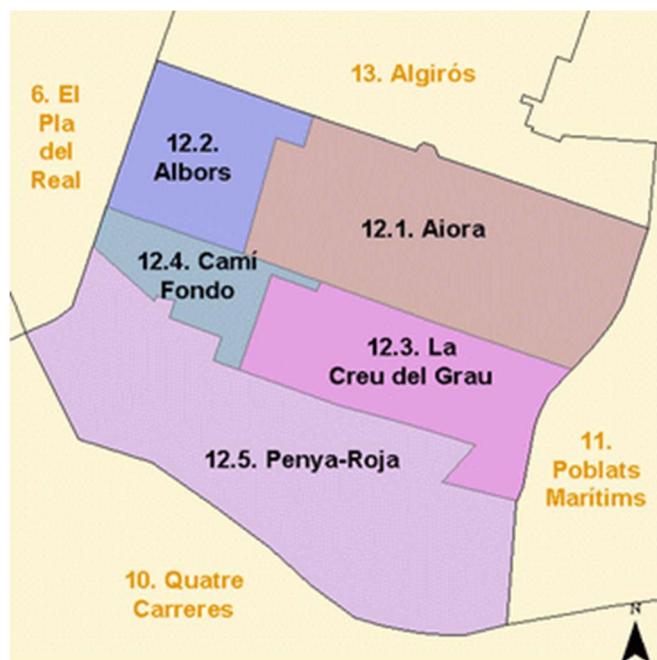 13. Algirós
6. El
Pla
del
Real
12.2.
Albors
12.1. Aiora
12.4. Camí
Fondo
12.3. La
Creu del Grau
12.5. Penya-Roja
11.
Poblats
Marítims
10. Quatre
Carreres
N